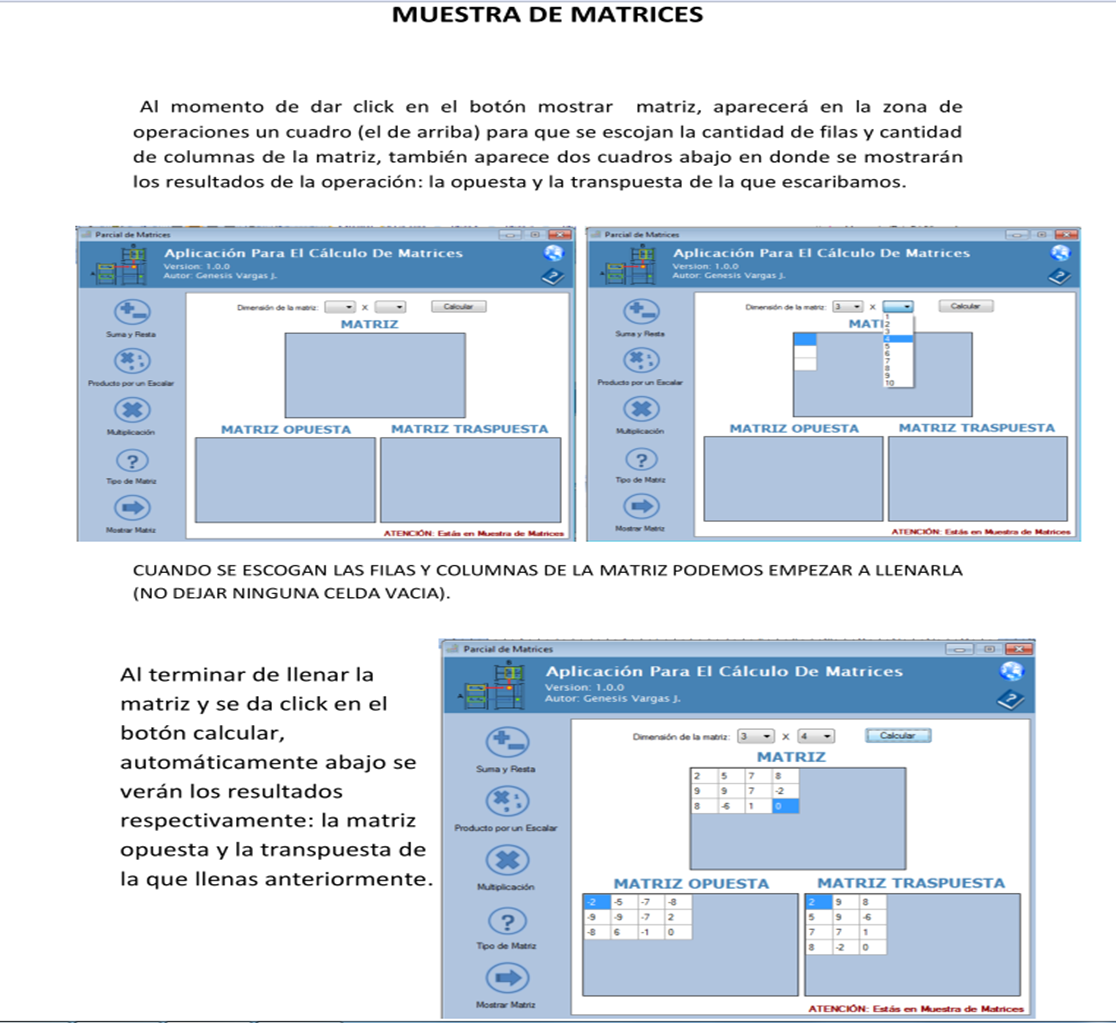 MUESTRA DE MATRICES
Al momento de dar click en el botón mostrar matriz, aparecerá en la zona de
operaciones un cuadro (el de arriba) para que se escojan la cantidad de filas y cantidad
de columnas de la matriz, también aparece dos cuadros abajo en donde se mostrarán
los resultados de la operación: la opuesta y la transpuesta de la que escaribamos.
Parcial de Matrices
Aplicación Para El Cálculo De Matrices
Version: 1.0.0
Autor: Genesis Vargas J.
Dimensión de la matriz: X Calcular
MATRIZ
Suma y Resta
Producto por un Escalar
Multiplicación
MATRIZ OPUESTA MATRIZ TRASPUESTA
Tipo de Matriz
Mostrar Matriz
ATENCIÓN: Estás en Muestra de Matrices
Parcial de Matrices
Aplicación Para El Cálculo De Matrices
Version: 1.0.0
Autor: Genesis Vargas J.
Dimensión de la matriz: 3 X Calcular
MATI
1
2
3
4
5
6
7
8
9
10
Suma y Resta
Producto por un Escalar
Multiplicación
MATRIZ OPUESTA MATRIZ TRASPUESTA
Tipo de Matriz
Mostrar Matriz
ATENCIÓN: Estás en Muestra de Matrices
CUANDO SE ESCOGAN LAS FILAS Y COLUMNAS DE LA MATRIZ PODEMOS EMPEZAR A LLENARLA
(NO DEJAR NINGUNA CELDA VACIA).
Al terminar de llenar la
matriz y se da click en el
botón calcular,
automáticamente abajo se
verán los resultados
respectivamente: la matriz
opuesta y la transpuesta de
la que llenas anteriormente.
Parcial de Matrices
Aplicación Para El Cálculo De Matrices
Version: 1.0.0
Autor: Genesis Vargas J.
Dimensión de la matriz: 3 X 4 Calcular
MATRIZ
2 5 7 8
9 9 7 -2
8 -6 1 0
Suma y Resta
Producto por un Escalar
Multiplicación
Tipo de Matriz
Mostrar Matriz
MATRIZ OPUESTA
-2 -5 -7 -8
-9 -9 -7 2
-8 6 -1 0
MATRIZ TRASPUESTA
2 9 8
5 9 -6
7 7 1
8 -2 0
ATENCIÓN: Estás en Muestra de Matrices